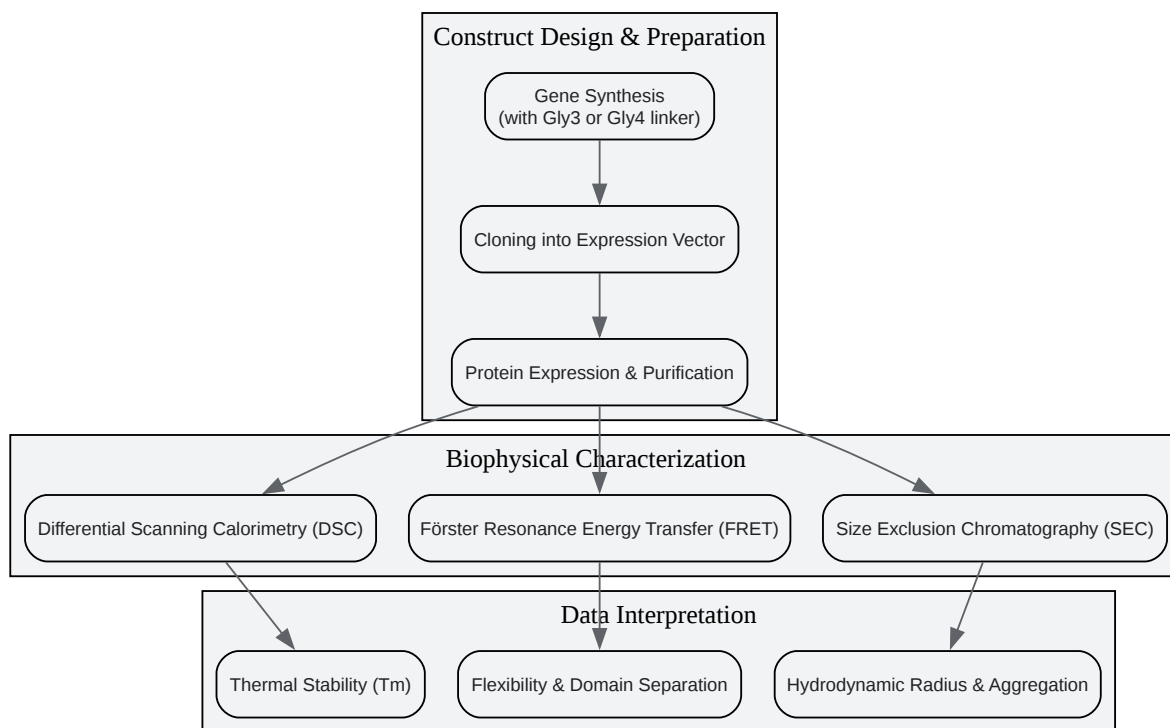 Construct Design & Preparation
Gene Synthesis
(with Gly3 or Gly4 linker)
Cloning into Expression Vector
Protein Expression & Purification
Biophysical Characterization
Differential Scanning Calorimetry (DSC)
Förster Resonance Energy Transfer (FRET)
Size Exclusion Chromatography (SEC)
Data Interpretation
Thermal Stability (Tm)
Flexibility & Domain Separation
Hydrodynamic Radius & Aggregation